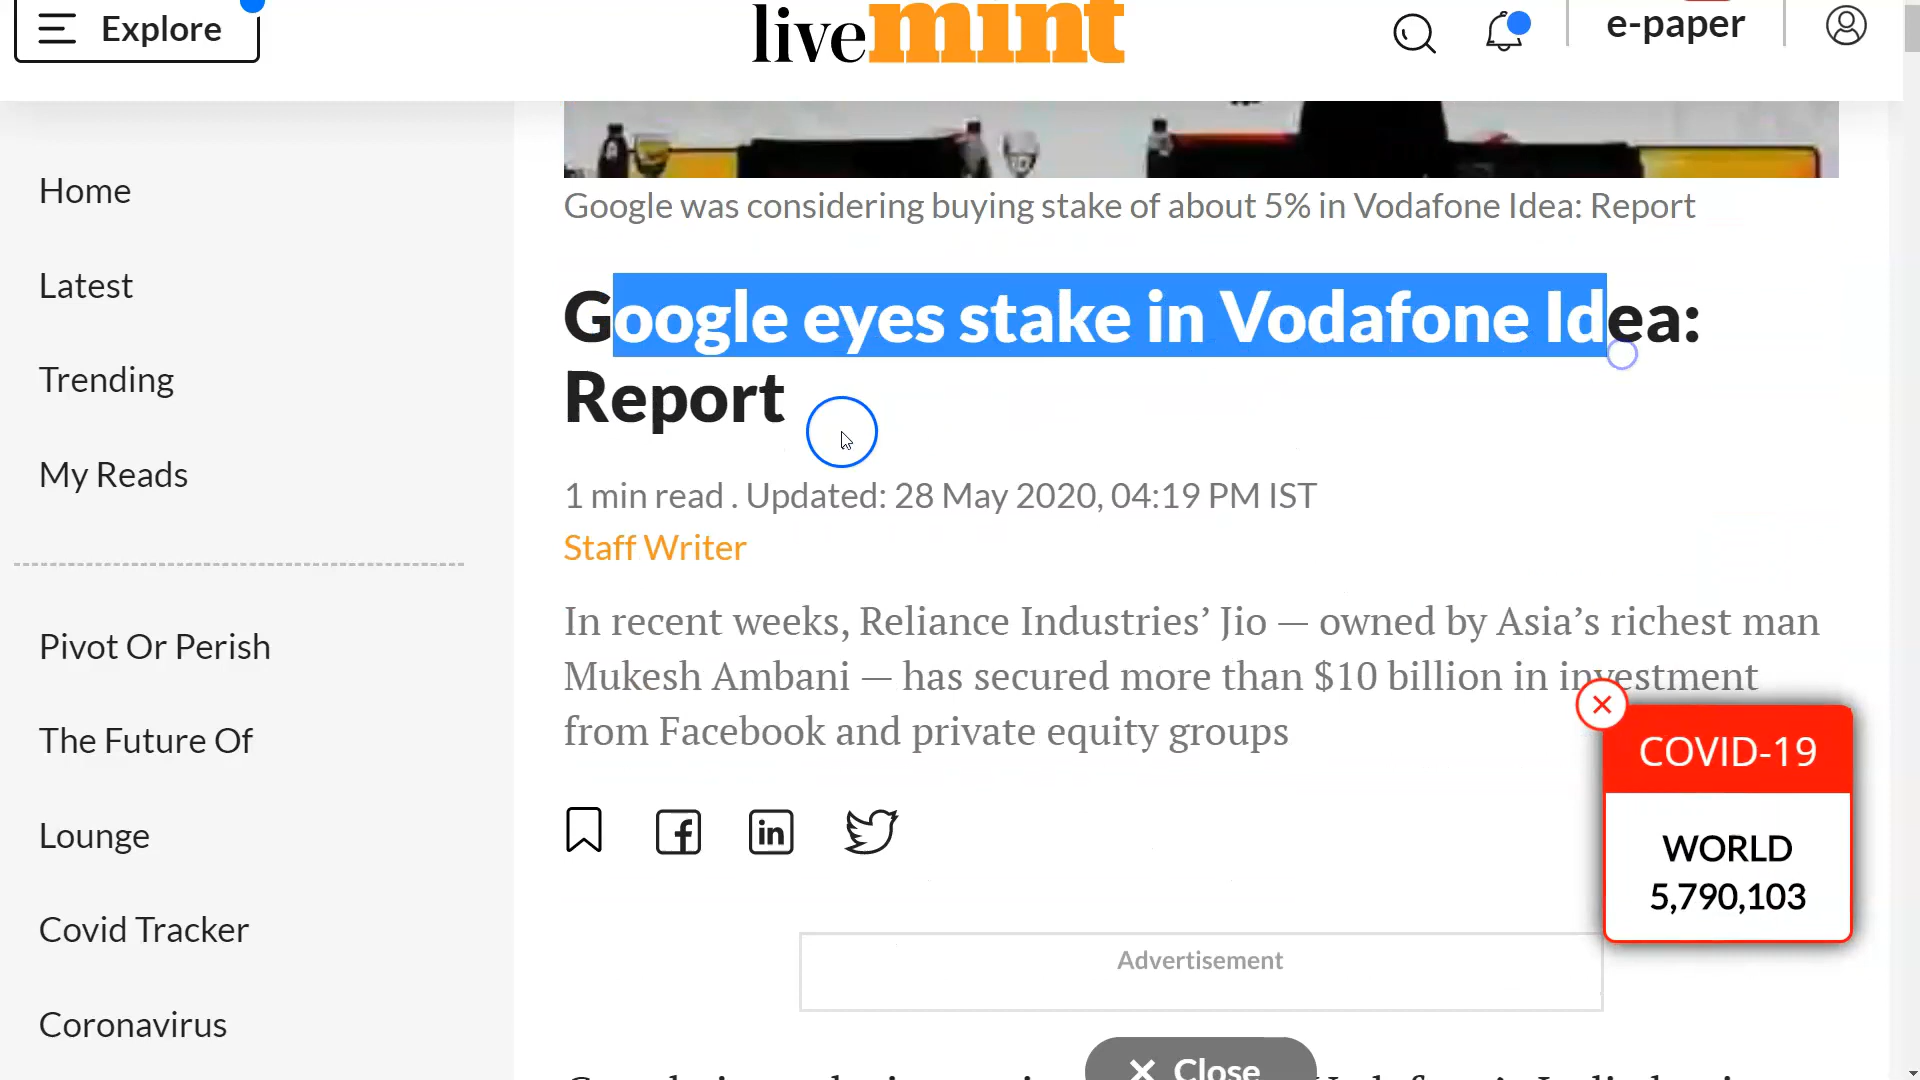 Explore
livemint
e-paper
Home
Latest
Trending
My Reads
Pivot Or Perish
The Future Of
Lounge
Covid Tracker
Coronavirus
Google was considering buying stake of about 5% in Vodafone Idea: Report
Google eyes stake in Vodafone Idea:
Report
1 min read . Updated: 28 May 2020, 04:19 PM IST
Staff Writer
In recent weeks, Reliance Industries’ Jio — owned by Asia’s richest man
Mukesh Ambani — has secured more than $10 billion in investment
from Facebook and private equity groups
COVID-19
WORLD
5,790,103
Advertisement
Close